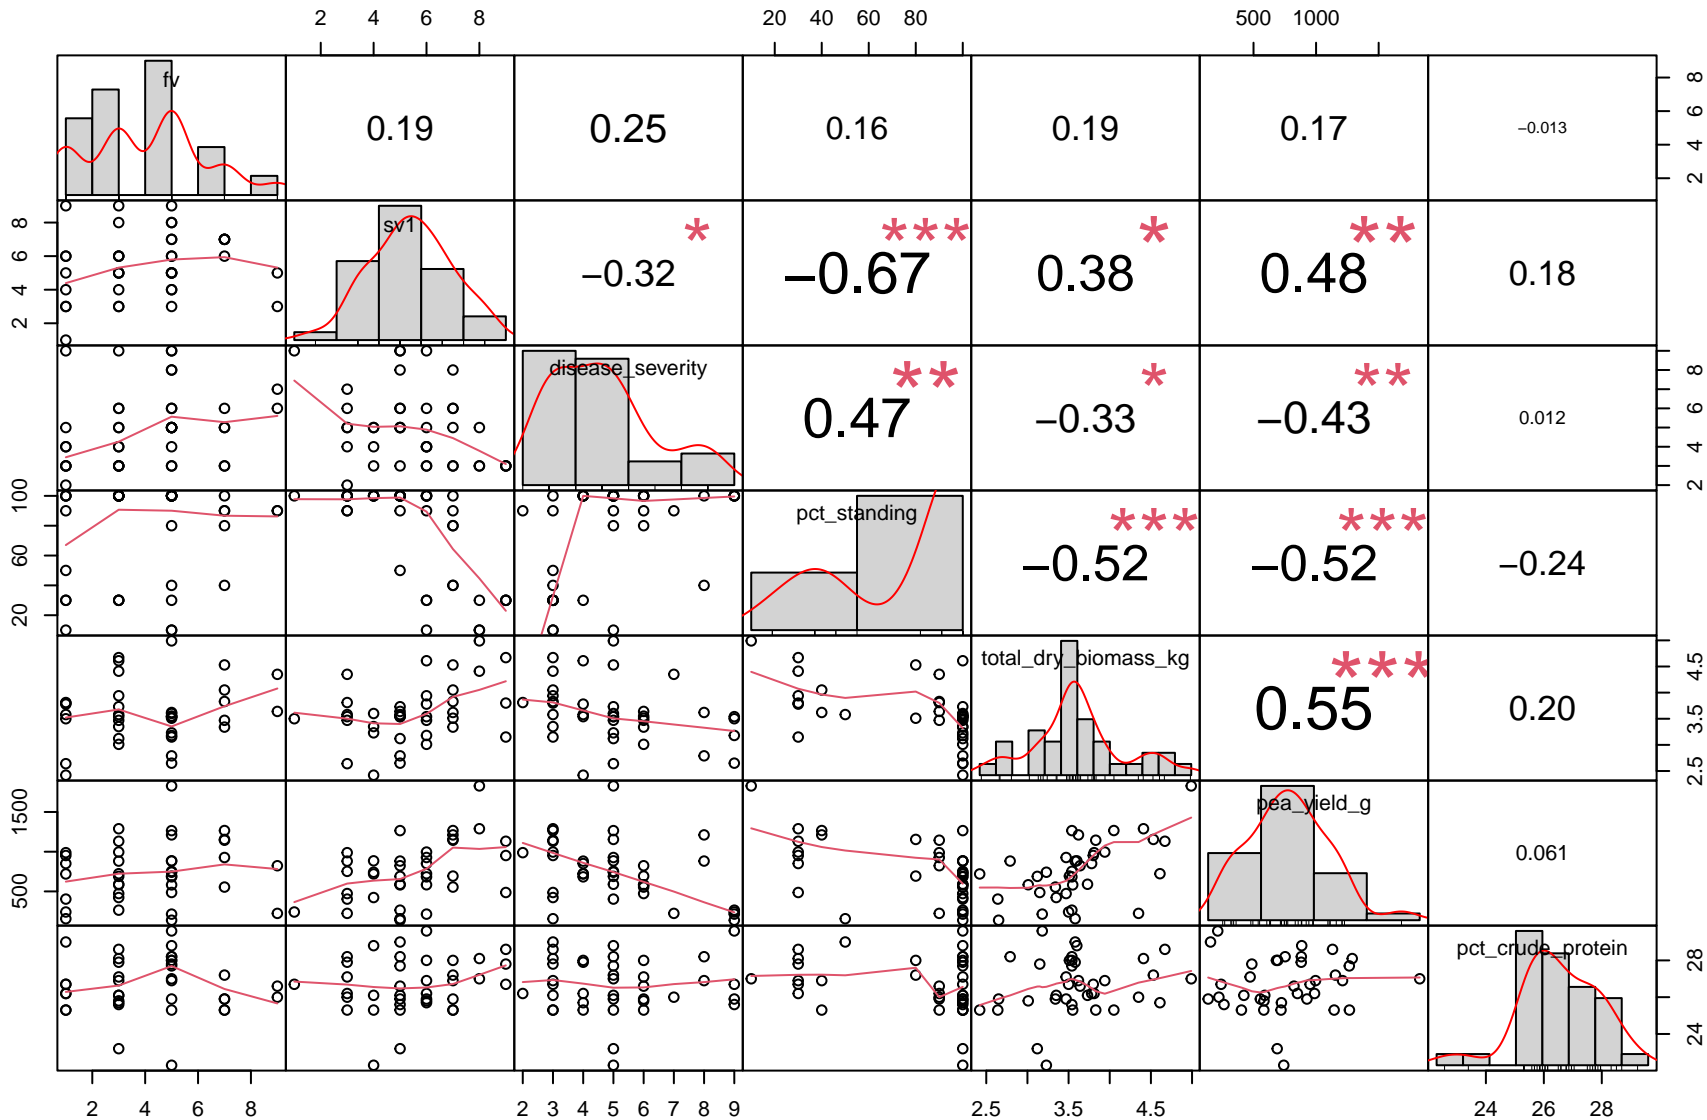 2 4 6 8 20 40 60 80 500 1000
fv 0.19 0.25 0.16 0.19 0.17 −0.013 2 4 6 8
2 4 6 8 sv1 −0.32 * −0.67 *** 0.38 * 0.48 ** 0.18
disease_severity 0.47 ** −0.33 * −0.43 ** 0.012 2 4 6 8
20 60 100 pct_standing −0.52 *** −0.52 *** −0.24
total_dry_biomass_kg 0.55 *** 0.20 2.5 3.5 4.5
500 1500 pea_yield_g 0.061
pct_crude_protein 24 28
2 4 6 8 2 3 4 5 6 7 8 9 2.5 3.5 4.5 24 26 28